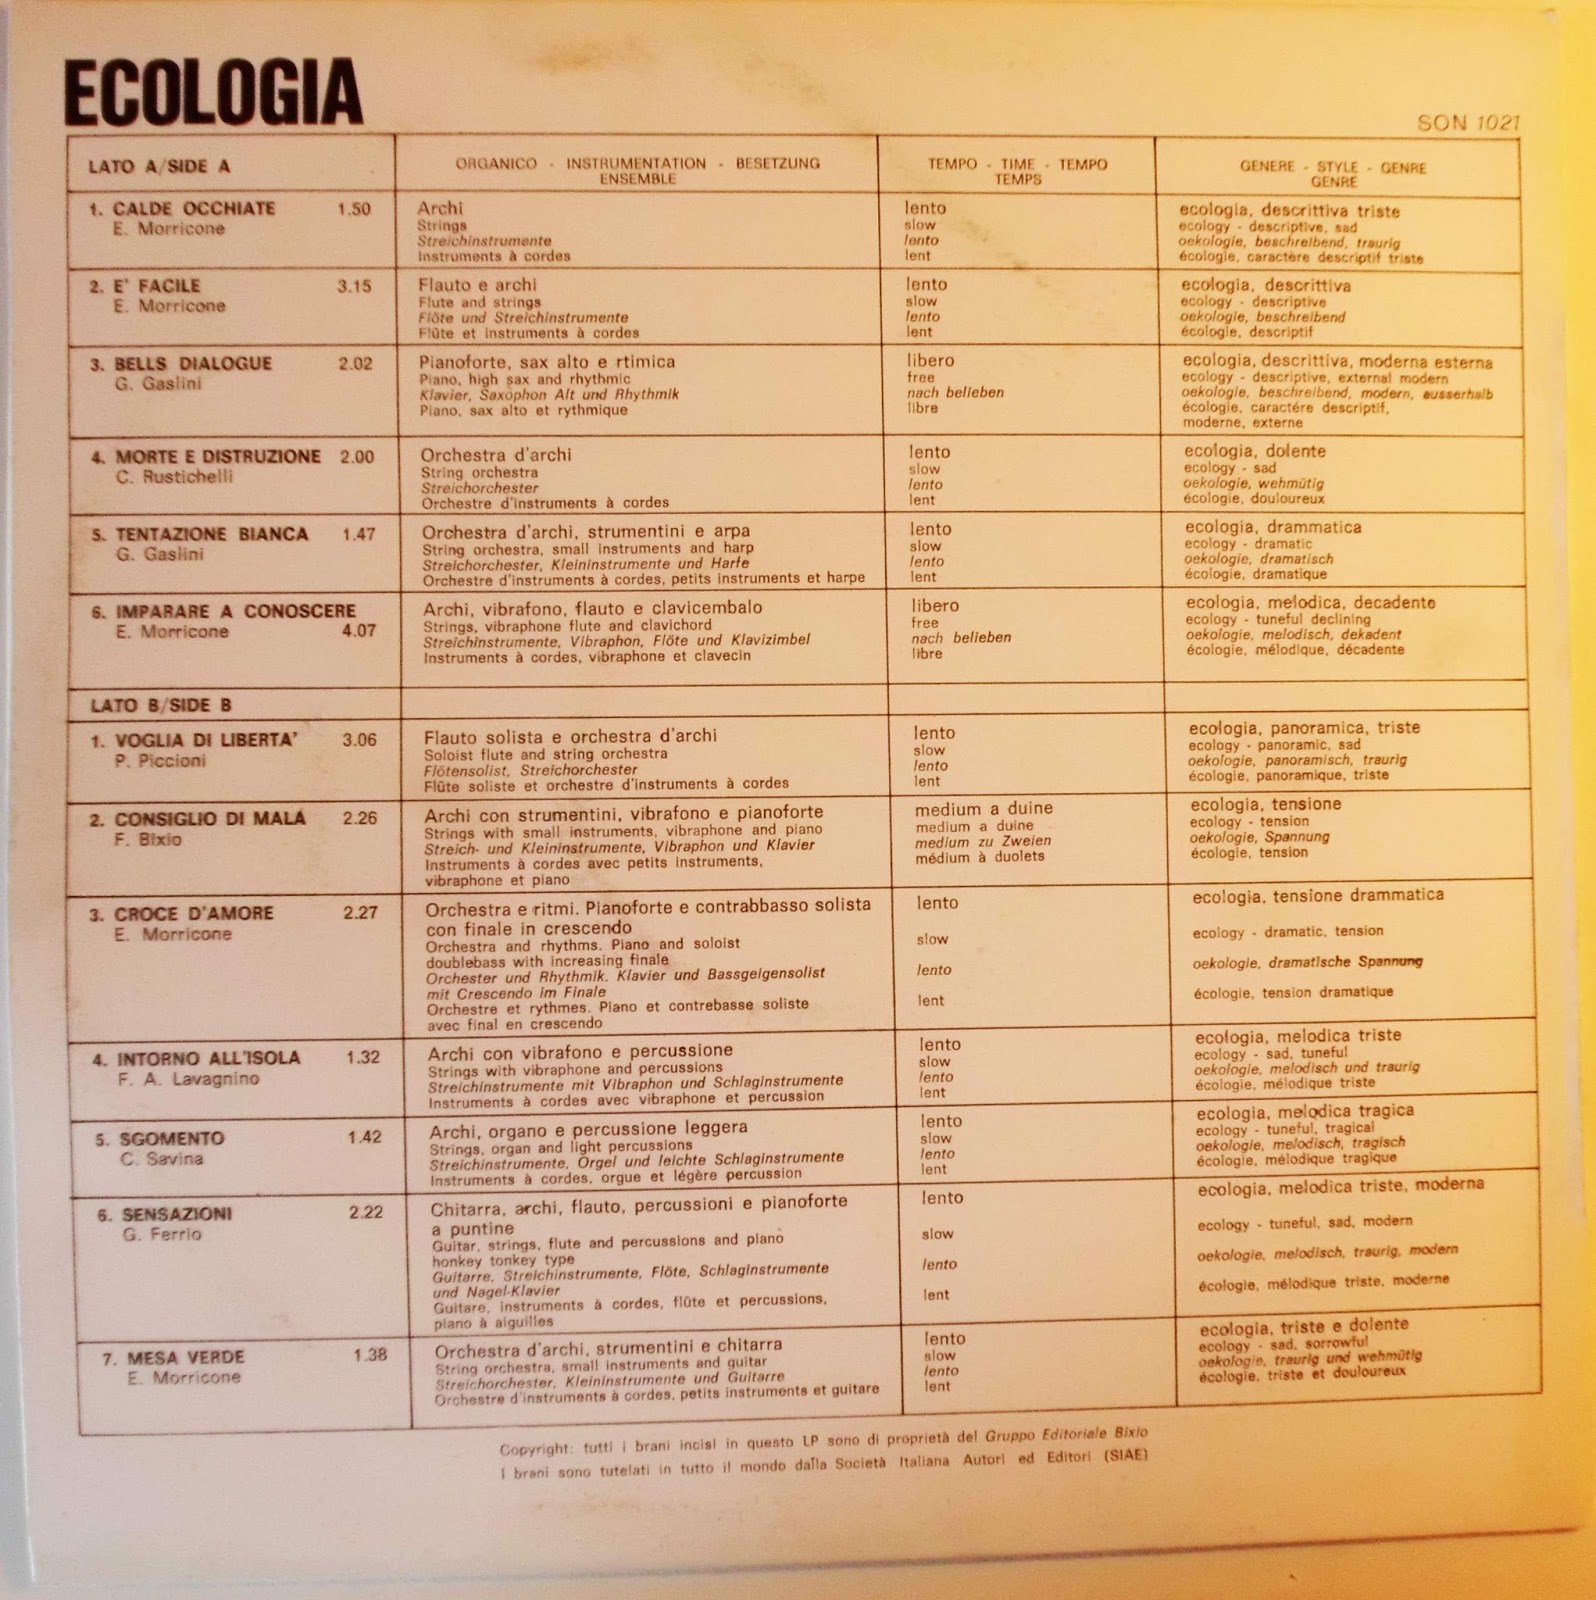 ECOLOGIA
SON 1021
LATO A/SIDE A
ORGANICO - INSTRUMENTATION - BESETZUNG
ENSEMBLE
TEMPO - TIME - TEMPO
TEMPS
GENERE - STYLE - GENRE
GENRE
1. CALDE OCCHIATE 1.50
E. Morricone
Archi
Strings
Streichinstrumente
Instruments à cordes
lento
slow
lento
lent
ecologia, descrittiva triste
ecology - descriptive, sad
oekologie, beschreibend, traurig
écologie, caractère descriptif triste
2. E' FACILE 3.15
E. Morricone
Flauto e archi
Flute and strings
Flöte und Streichinstrumente
Flûte et instruments à cordes
lento
slow
lento
lent
ecologia, descrittiva
ecology - descriptive
oekologie, beschreibend
écologie, descriptif
3. BELLS DIALOGUE 2.02
G. Gaslini
Pianoforte, sax alto e rtimica
Piano, high sax and rhythmic
Klavier, Saxophon Alt und Rhythmik
Piano, sax alto et rythmique
libero
free
nach belieben
libre
ecologia, descrittiva, moderna esterna
ecology - descriptive, external modern
oekologie, beschreibend, modern, ausserhalb
écologie, caractére descriptif,
moderne, externe
4. MORTE E DISTRUZIONE 2.00
C. Rustichelli
Orchestra d'archi
String orchestra
Streichorchester
Orchestre d'instruments à cordes
lento
slow
lento
lent
ecologia, dolente
ecology - sad
oekologie, wehmütig
écologie, douloureux
5. TENTAZIONE BIANCA 1.47
G. Gaslini
Orchestra d'archi, strumentini e arpa
String orchestra, small instruments and harp
Streichorchester, Kleininstrumente und Harfe
Orchestre d'instruments à cordes, petits instruments et harpe
lento
slow
lento
lent
ecologia, drammatica
ecology - dramatic
oekologie, dramatisch
écologie, dramatique
6. IMPARARE A CONOSCERE
E. Morricone 4.07
Archi, vibrafono, flauto e clavicembalo
Strings, vibraphone flute and clavichord
Streichinstrumente, Vibraphon, Flöte und Klavizimbel
Instruments à cordes, vibraphone et clavecin
libero
free
nach belieben
libre
ecologia, melodica, decadente
ecology - tuneful declining
oekologie, melodisch, dekadent
écologie, mélodique, décadente
LATO B/SIDE B
1. VOGLIA DI LIBERTA' 3.06
P. Piccioni
Flauto solista e orchestra d'archi
Soloist flute and string orchestra
Flötensolist, Streichorchester
Flûte soliste et orchestre d'instruments à cordes
lento
slow
lento
lent
ecologia, panoramica, triste
ecology - panoramic, sad
oekologie, panoramisch, traurig
écologie, panoramique, triste
2. CONSIGLIO DI MALA 2.26
F. Bixio
Archi con strumentini, vibrafono e pianoforte
Strings with small instruments, vibraphone and piano
Streich- und Kleininstrumente, Vibraphon und Klavier
Instruments à cordes avec petits instruments,
vibraphone et piano
medium a duine
medium a duine
medium zu Zweien
médium à duolets
ecologia, tensione
ecology - tension
oekologie, Spannung
écologie, tension
3. CROCE D'AMORE 2.27
E. Morricone
Orchestra e ritmi. Pianoforte e contrabbasso solista
con finale in crescendo
Orchestra and rhythms. Piano and soloist
doublebass with increasing finale
Orchester und Rhythmik. Klavier und Bassgeigensolist
mit Crescendo im Finale
Orchestre et rythmes. Piano et contrebasse soliste
avec final en crescendo
lento
slow
lento
lent
ecologia, tensione drammatica
ecology - dramatic, tension
oekologie, dramatische Spannung
écologie, tension dramatique
4. INTORNO ALL'ISOLA 1.32
F. A. Lavagnino
Archi con vibrafono e percussione
Strings with vibraphone and percussions
Streichinstrumente mit Vibraphon und Schlaginstrumente
Instruments à cordes avec vibraphone et percussion
lento
slow
lento
lent
ecologia, melodica triste
ecology - sad, tuneful
oekologie, melodisch und traurig
écologie, mélodique triste
5. SGOMENTO 1.42
C. Savina
Archi, organo e percussione leggera
Strings, organ and light percussions
Streichinstrumente, Orgel und leichte Schlaginstrumente
Instruments à cordes, orgue et légère percussion
lento
slow
lento
lent
ecologia, melodica tragica
ecology - tuneful, tragical
oekologie, melodisch, tragisch
écologie, mélodique tragique
6. SENSAZIONI 2.22
G. Ferrio
Chitarra, archi, flauto, percussioni e pianoforte
a puntine
Guitar, strings, flute and percussions and piano
honkey tonkey type
Guitarre, Streichinstrumente, Flöte, Schlaginstrumente
und Nagel-Klavier
Guitare, instruments à cordes, flûte et percussions,
piano à aiguilles
lento
slow
lento
lent
ecologia, melodica triste, moderna
ecology - tuneful, sad, modern
oekologie, melodisch, traurig, modern
écologie, mélodique triste, moderne
7. MESA VERDE 1.38
E. Morricone
Orchestra d'archi, strumentini e chitarra
String orchestra, small instruments and guitar
Streichorchester, Kleininstrumente und Guitarre
Orchestre d'instruments à cordes, petits instruments et guitare
lento
slow
lento
lent
ecologia, triste e dolente
ecology - sad, sorrowful
oekologie, traurig und wehmütig
écologie, triste et douloureux
Copyright: tutti i brani incisi in questo LP sono di proprietà del Gruppo Editoriale Bixio
I brani sono tutelati in tutto il mondo dalla Società Italiana Autori ed Editori (SIAE)